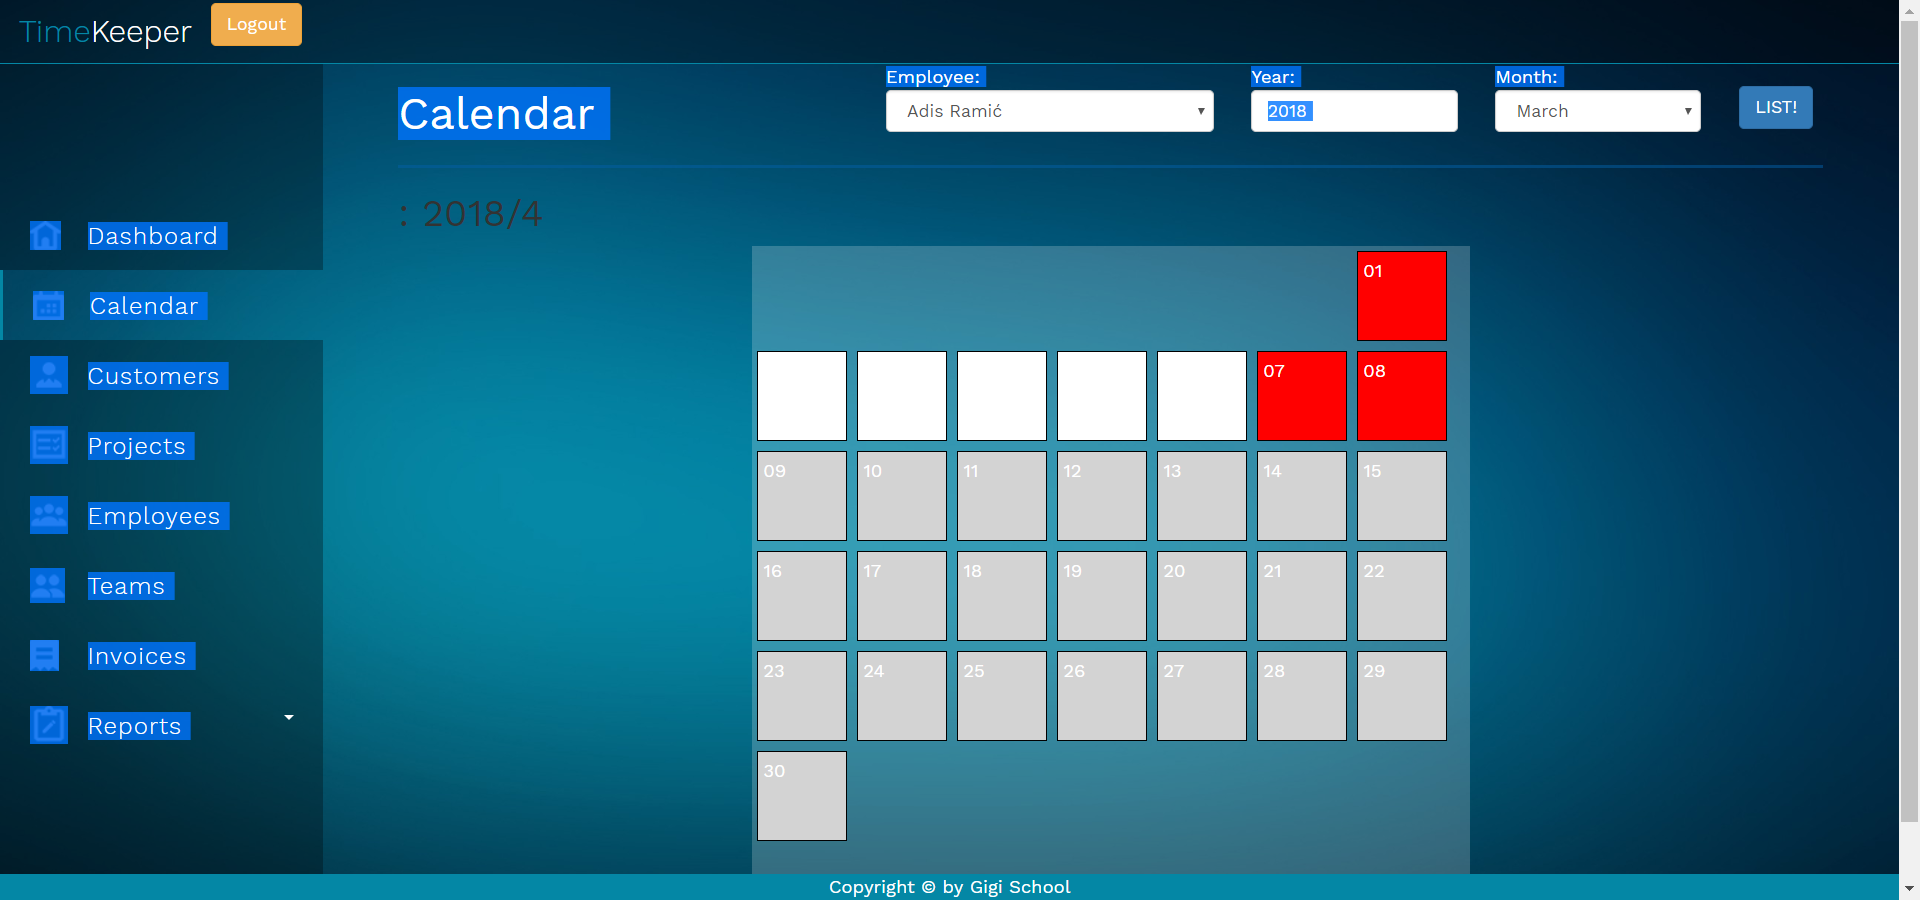 TimeKeeper Logout
Employee: Year: Month:
Calendar Adis Ramić 2018 March LIST!
: 2018/4
Dashboard
Calendar
Customers
Projects
Employees
Teams
Invoices
Reports
01
07 08
09 10 11 12 13 14 15
16 17 18 19 20 21 22
23 24 25 26 27 28 29
30
Copyright © by Gigi School